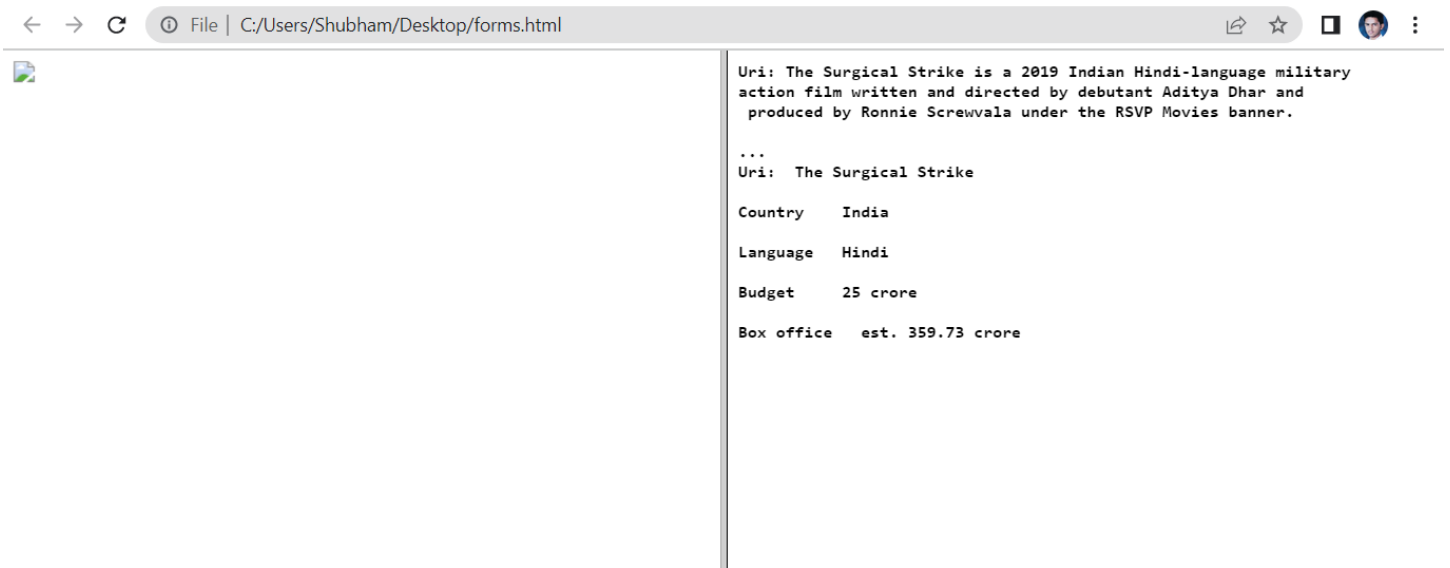 File | C:/Users/Shubham/Desktop/forms.html
Uri: The Surgical Strike is a 2019 Indian Hindi-language military
action film written and directed by debutant Aditya Dhar and
produced by Ronnie Screwvala under the RSVP Movies banner.
...
Uri:  The Surgical Strike
Country    India
Language   Hindi
Budget     25 crore
Box office   est. 359.73 crore